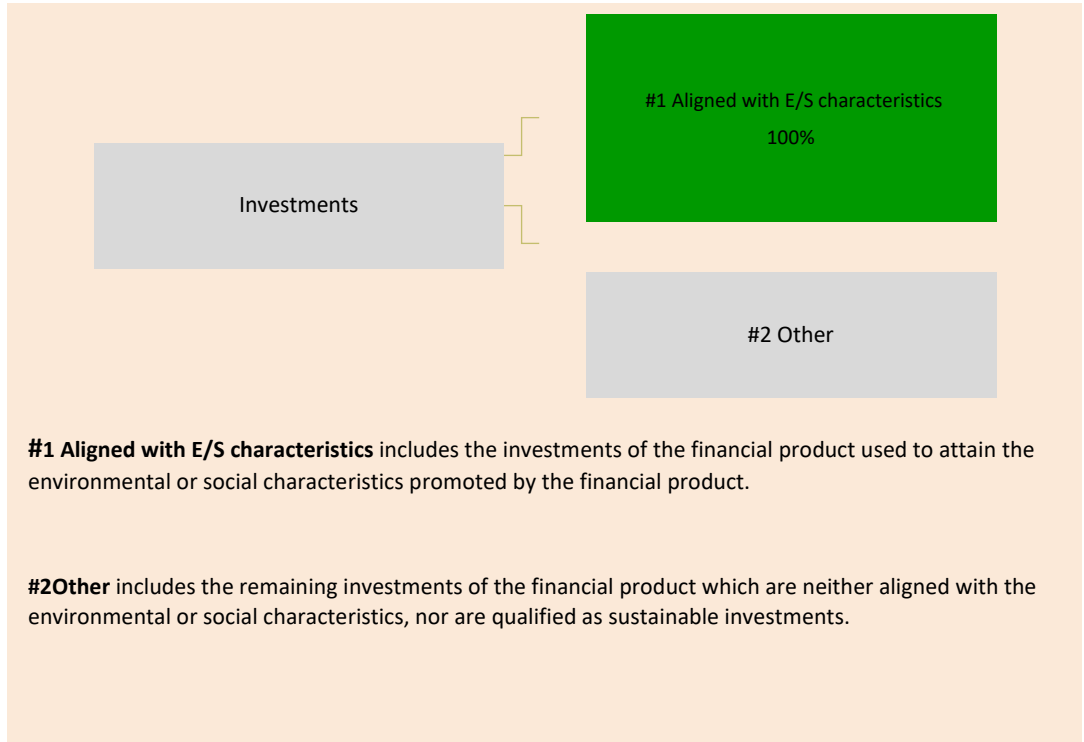 #1 Aligned with E/S characteristics
100%
Investments
#2 Other
#1 Aligned with E/S characteristics includes the investments of the financial product used to attain the
environmental or social characteristics promoted by the financial product.
#2Other includes the remaining investments of the financial product which are neither aligned with the
environmental or social characteristics, nor are qualified as sustainable investments.